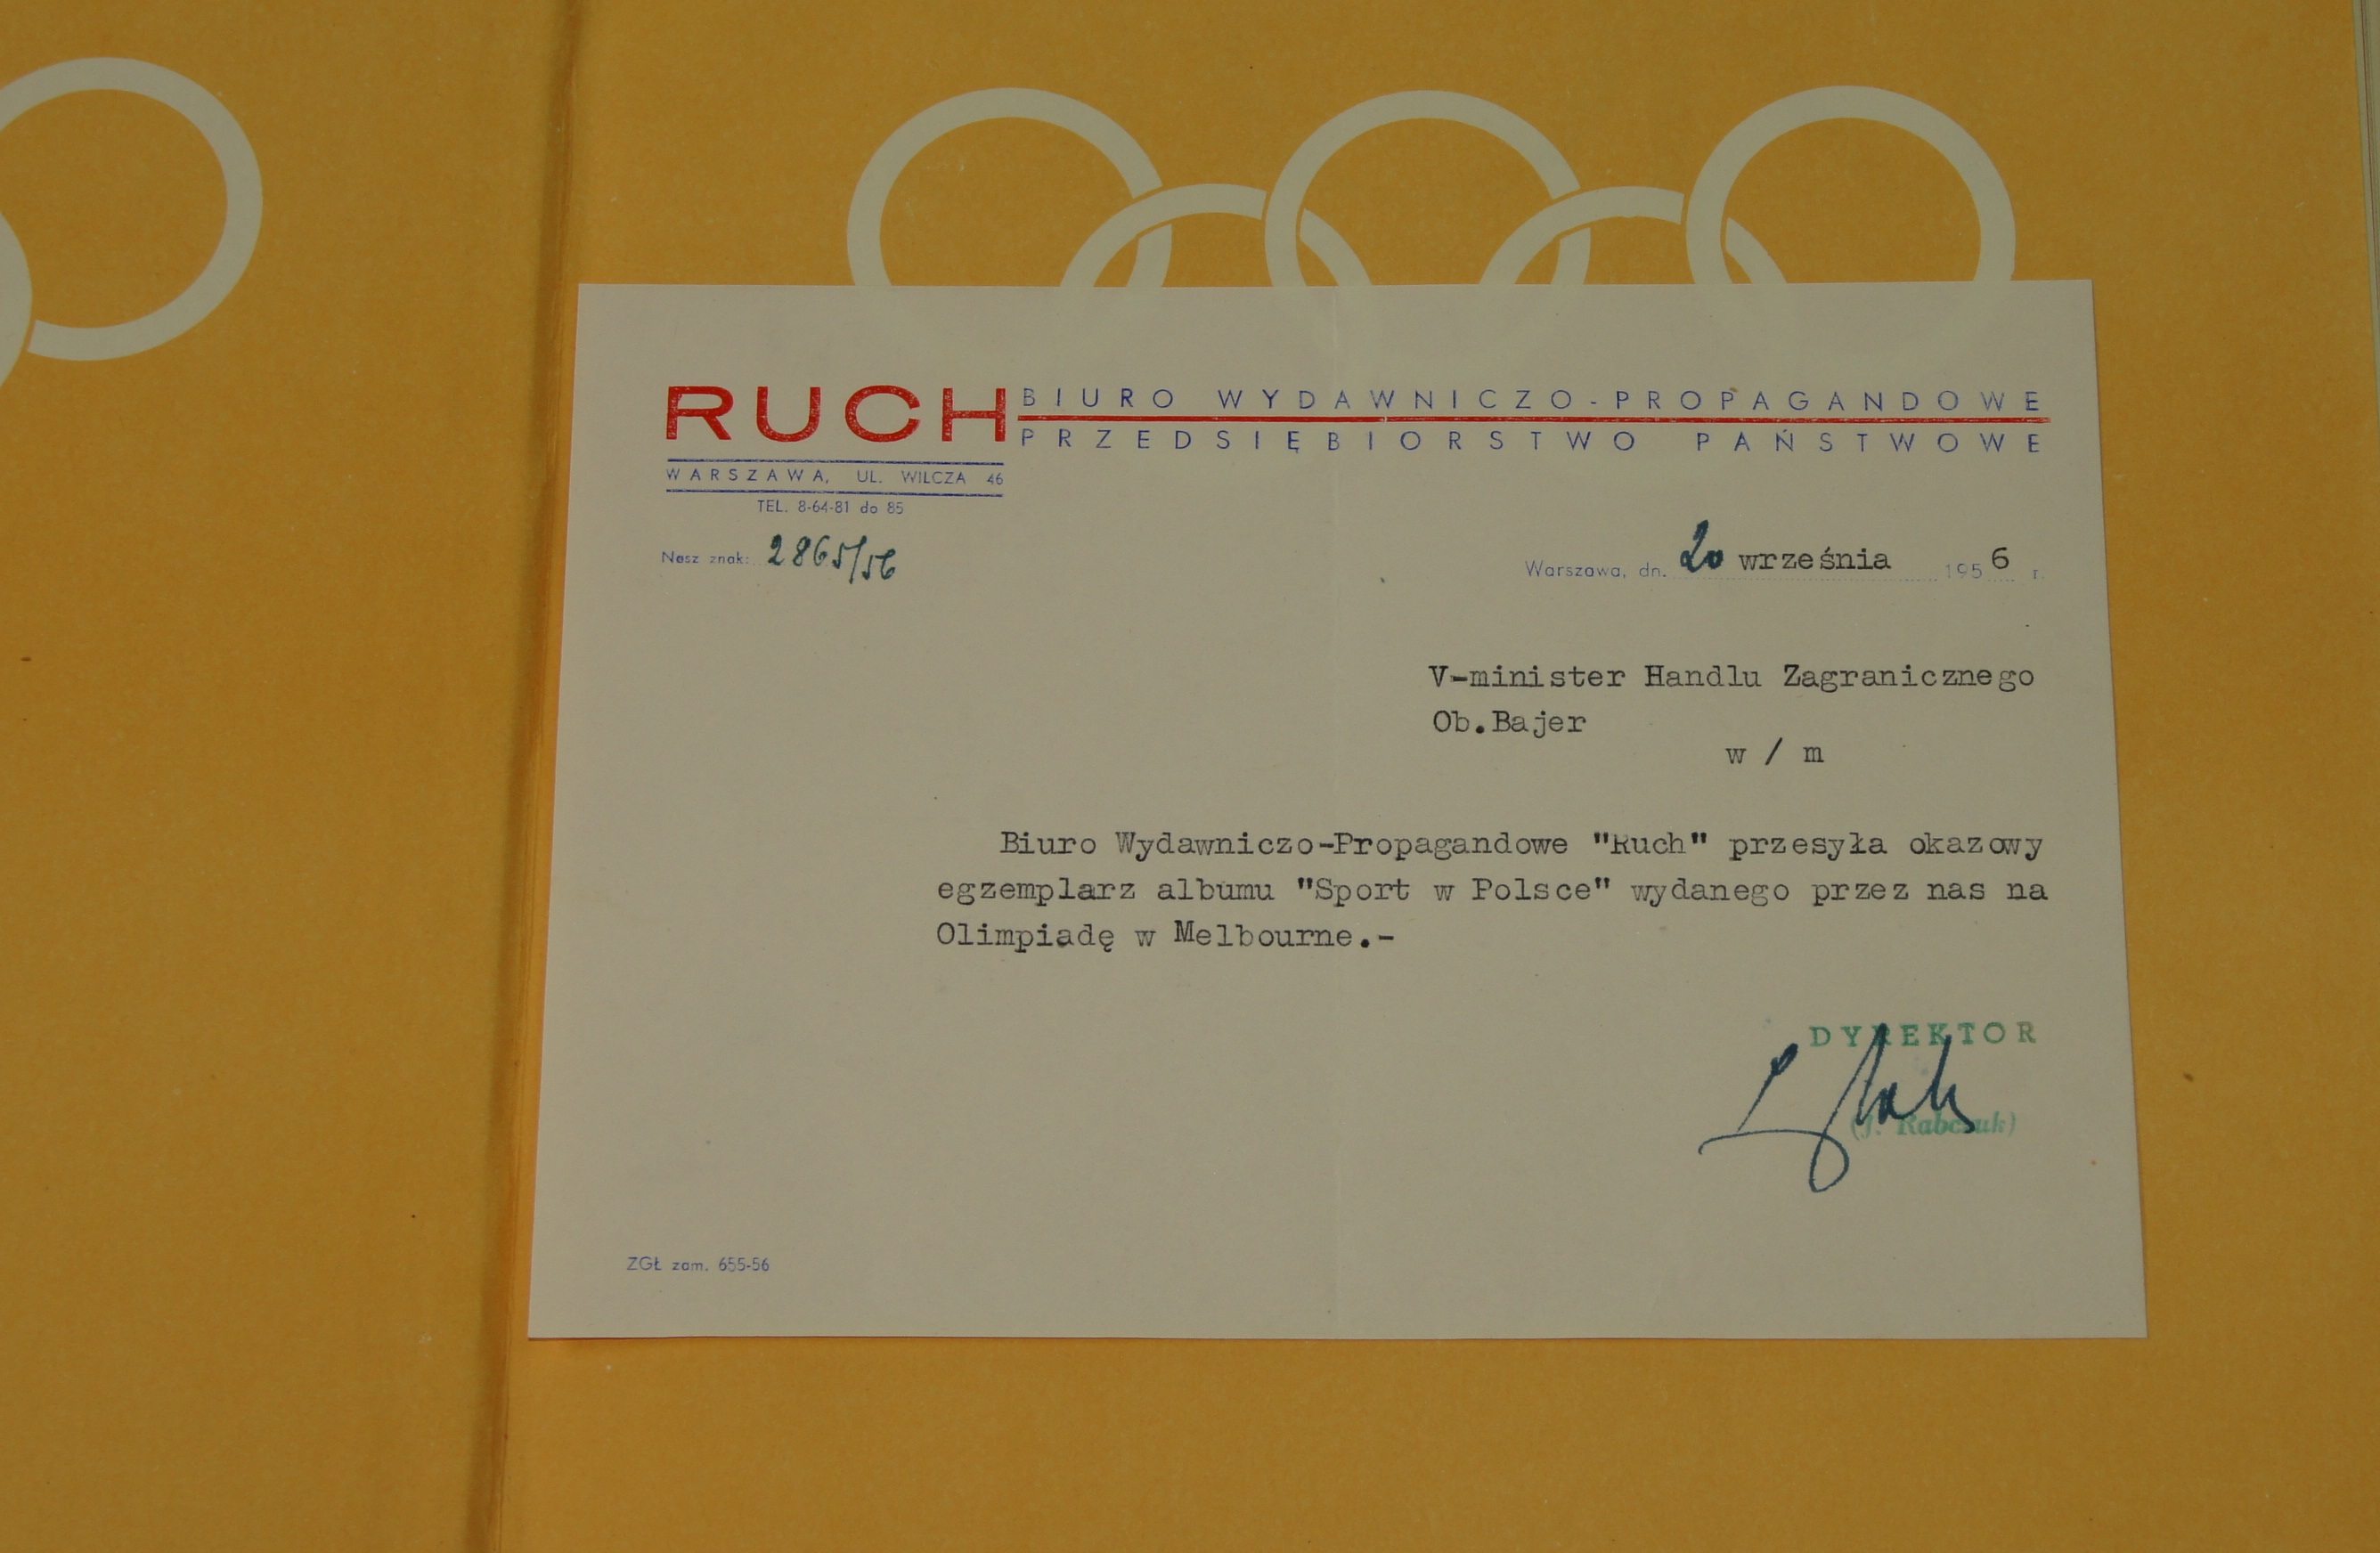 RUCH BIURO WYDAWNICZO-PROPAGANDOWE
PRZEDSIĘBIORSTWO PAŃSTWOWE
WARSZAWA, UL. WILCZA 46
TEL. 8-64-81 do 85
Nasz znak: 2865/56
Warszawa, dn. 20 września 1956 r.
V-minister Handlu Zagranicznego
Ob.Bajer
w / m
Biuro Wydawniczo-Propagandowe "Ruch" przesyła okazowy
egzemplarz albumu "Sport w Polsce" wydanego przez nas na
Olimpiadę w Melbourne.-
DYREKTOR
(J. Rabczuk)
ZGŁ zam. 655-56